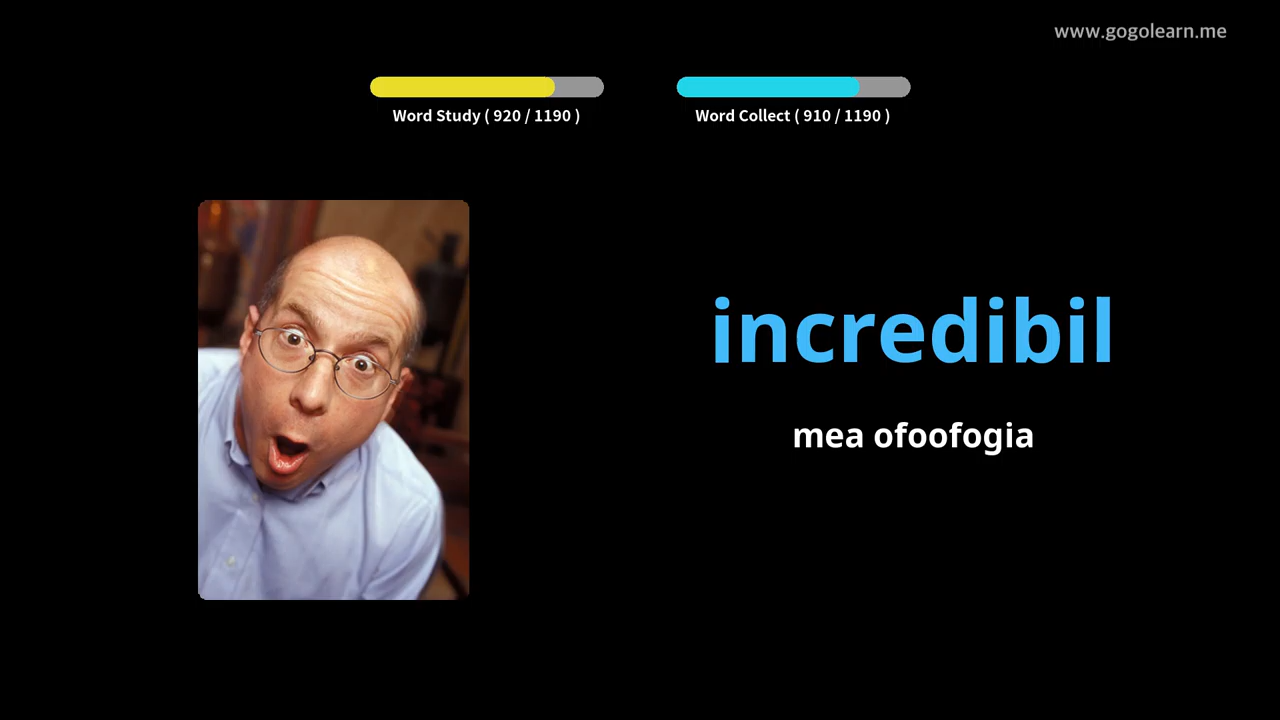 www.gogolearn.me
Word Study ( 920 / 1190 )
Word Collect ( 910 / 1190 )
incredibil
mea ofoofogia